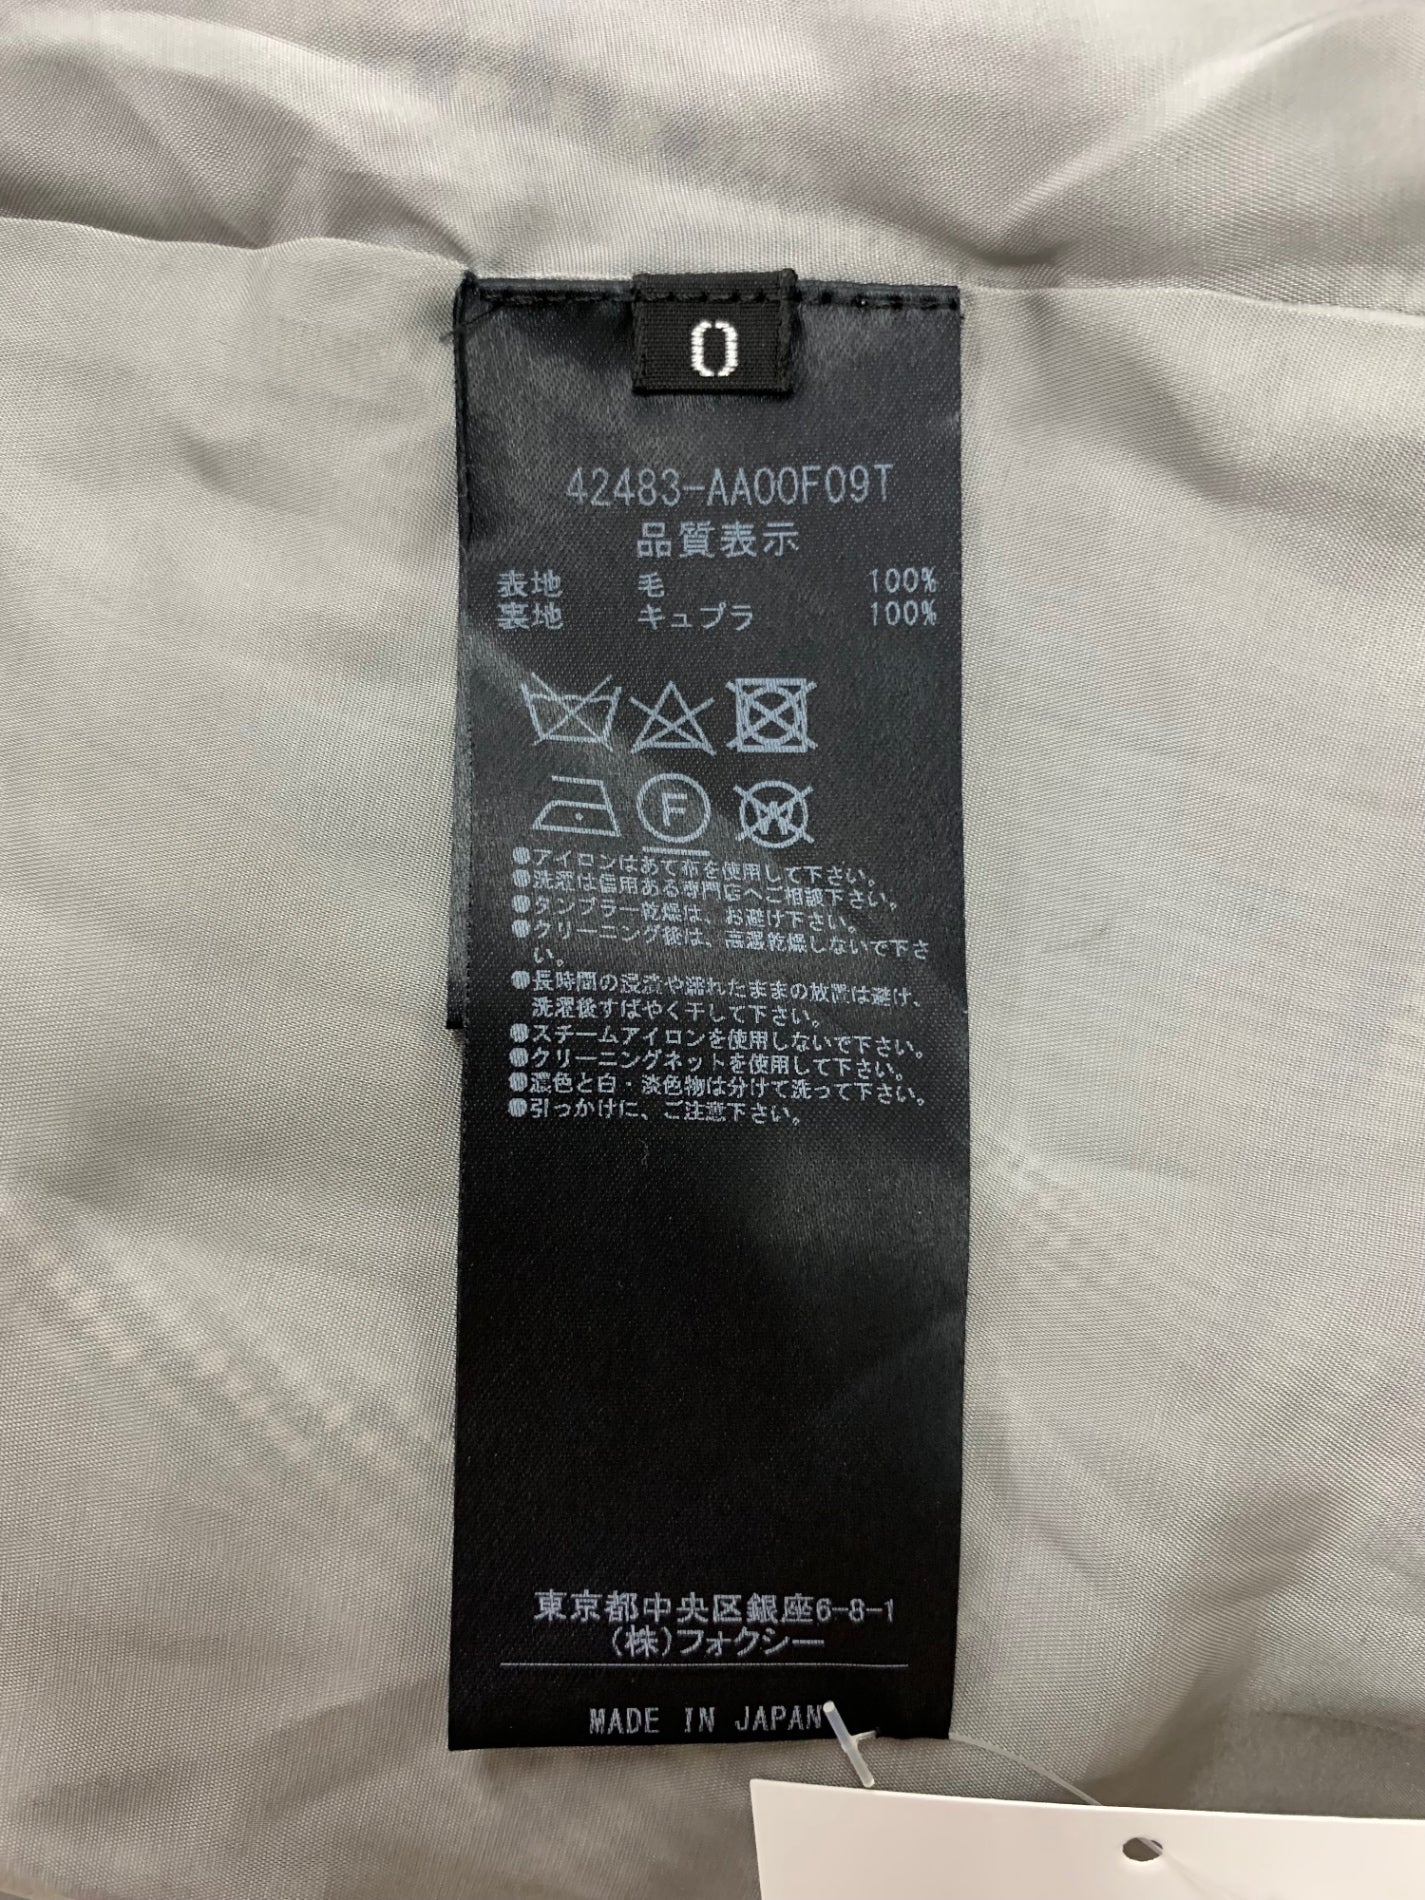 0
42483-AA00F09T
品質表示
表地 毛 100%
裏地 キュプラ 100%
F
W
●アイロンはあて布を使用して下さい。
●洗濯は信用ある専門店へご相談下さい。
●タンブラー乾燥は、お避け下さい。
●クリーニング後は、高温乾燥しないで下さ
い。
●長時間の浸漬や濡れたままの放置は避け、
洗濯後すばやく干して下さい。
●スチームアイロンを使用しないで下さい。
●クリーニングネットを使用して下さい。
●濃色と白・淡色物は分けて洗って下さい。
●引っかけに、ご注意下さい。
東京都中央区銀座6-8-1
(株)フォクシー
MADE IN JAPAN